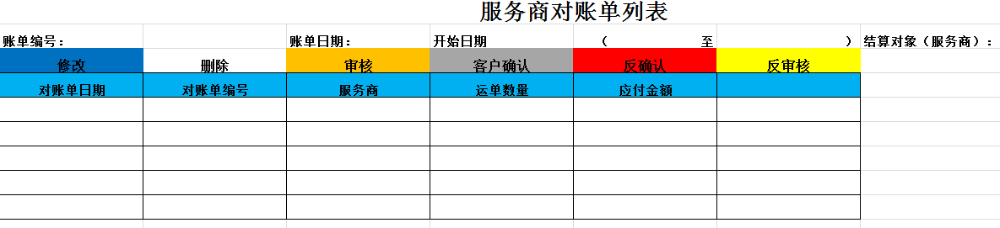 服务商对账单列表
账单编号： 账单日期： 开始日期 （ 至 ） 结算对象（服务商）：
修改 删除 审核 客户确认 反确认 反审核
对账单日期 对账单编号 服务商 运单数量 应付金额